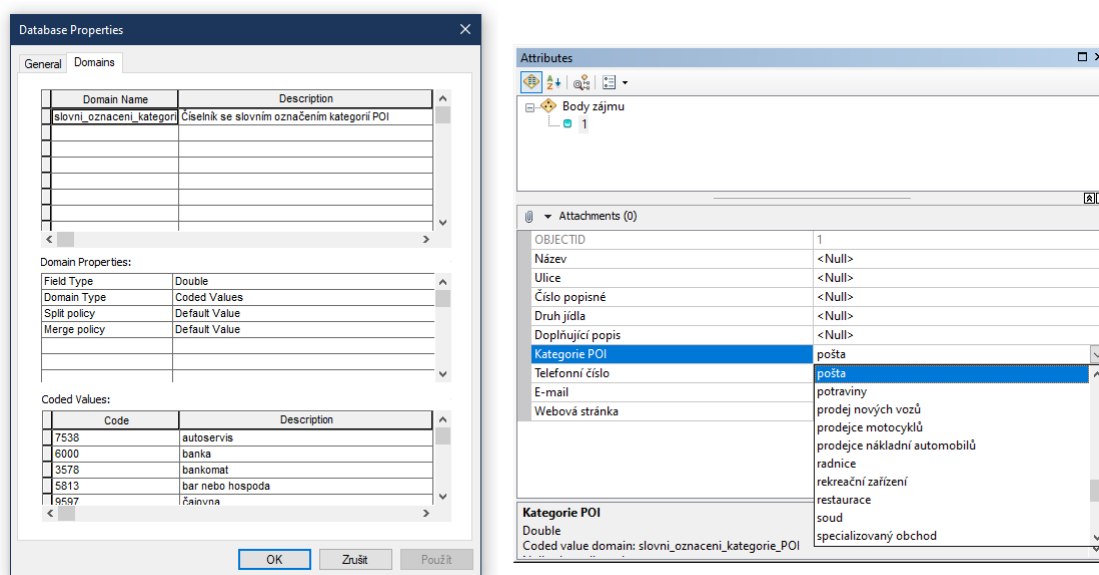 Database Properties
General Domains
Domain Name Description
slovni_oznaceni_kategori Číselník se slovním označením kategorií POI
Domain Properties:
Field Type Double
Domain Type Coded Values
Split policy Default Value
Merge policy Default Value
Coded Values:
Code Description
7538 autoservis
6000 banka
3578 bankomat
5813 bar nebo hospoda
9597 čajovna
OK Zrušit Použít
Attributes
Body zájmu
1
Attachments (0)
OBJECTID 1
Název <Null>
Ulice <Null>
Číslo popisné <Null>
Druh jídla <Null>
Doplňující popis <Null>
Kategorie POI pošta
Telefonní číslo
E-mail
Webová stránka
pošta
potraviny
prodej nových vozů
prodejce motocyklů
prodejce nákladní automobilů
radnice
rekreační zařízení
restaurace
soud
specializovaný obchod
Kategorie POI
Double
Coded value domain: slovni_oznaceni_kategorie_POI